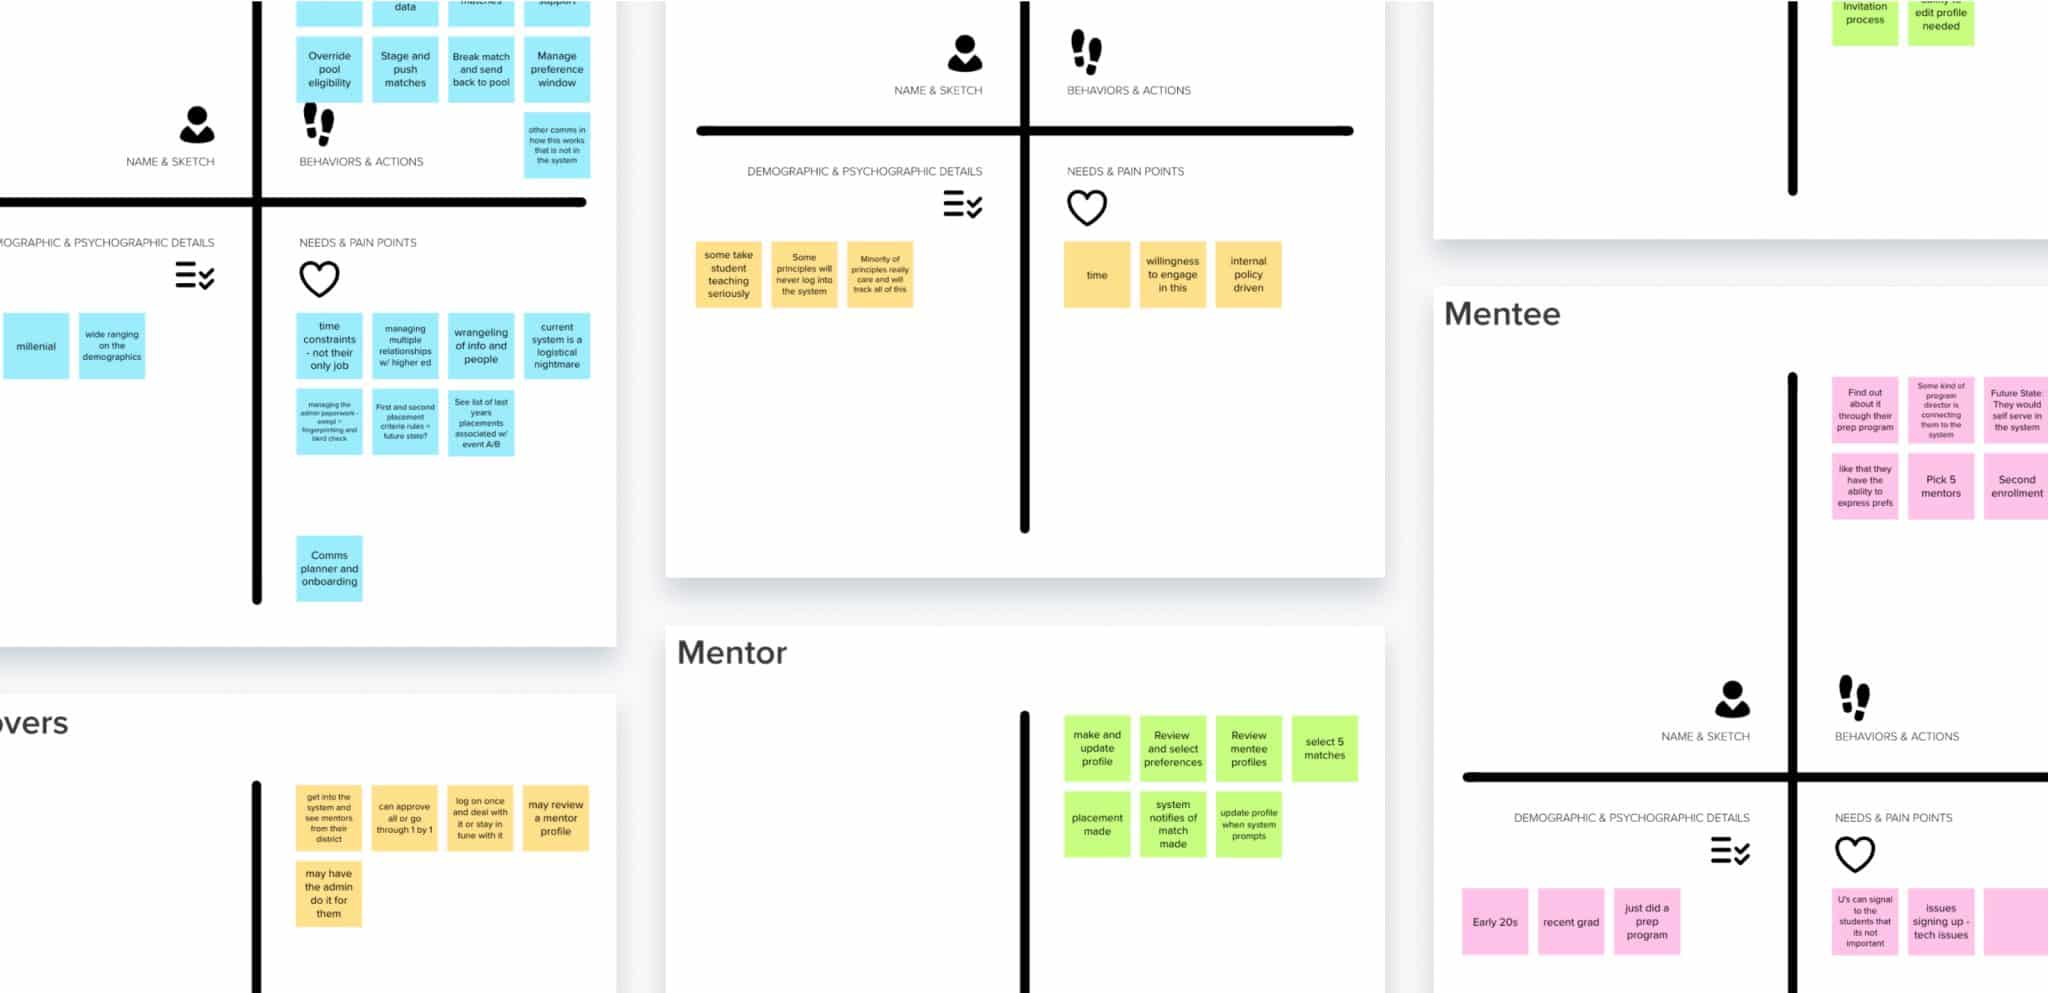 data
Override
pool
eligibility
Stage and
push
matches
Break match
and send
back to pool
Manage
preference
window
other comms in
how this works
that is not in
the system
NAME & SKETCH
BEHAVIORS & ACTIONS
OGRAPHIC & PSYCHOGRAPHIC DETAILS
NEEDS & PAIN POINTS
millenial
wide ranging
on the
demographics
time
constraints
- not their
only job
managing
multiple
relationships
w/ higher ed
wrangeling
of info and
people
current
system is a
logistical
nightmare
managing the
admin paperwork -
fingerprinting and
First and second
placement
criteria rules =
future state?
See list of last
years
placements
associated w/
event A/B
Comms
planner and
onboarding
overs
get into the
system and
see mentors
from their
district
can approve
all or go
through 1 by 1
log on once
and deal with
it or stay in
tune with it
may review
a mentor
profile
may have
the admin
do it for
them
NAME & SKETCH
BEHAVIORS & ACTIONS
DEMOGRAPHIC & PSYCHOGRAPHIC DETAILS
NEEDS & PAIN POINTS
some take
student
teaching
seriously
Some
principles will
never log into
the system
Minority of
principles really
care and will
track all of this
time
willingness
to engage
in this
internal
policy
driven
Mentor
make and
update
profile
Review
and select
preferences
Review
mentee
profiles
select 5
matches
placement
made
system
notifies of
match
made
update profile
when system
prompts
Invitation
process
edit profile
needed
Mentee
Find out
about it
through their
prep program
Some kind of
program
director is
connecting
them to the
system
Future State:
They would
self serve in
the system
like that they
have the
ability to
express prefs
Pick 5
mentors
Second
enrollment
NAME & SKETCH
BEHAVIORS & ACTIONS
DEMOGRAPHIC & PSYCHOGRAPHIC DETAILS
NEEDS & PAIN POINTS
Early 20s
recent grad
just did a
prep
program
U's can signal
to the
students that
its not
important
issues
signing up -
tech issues